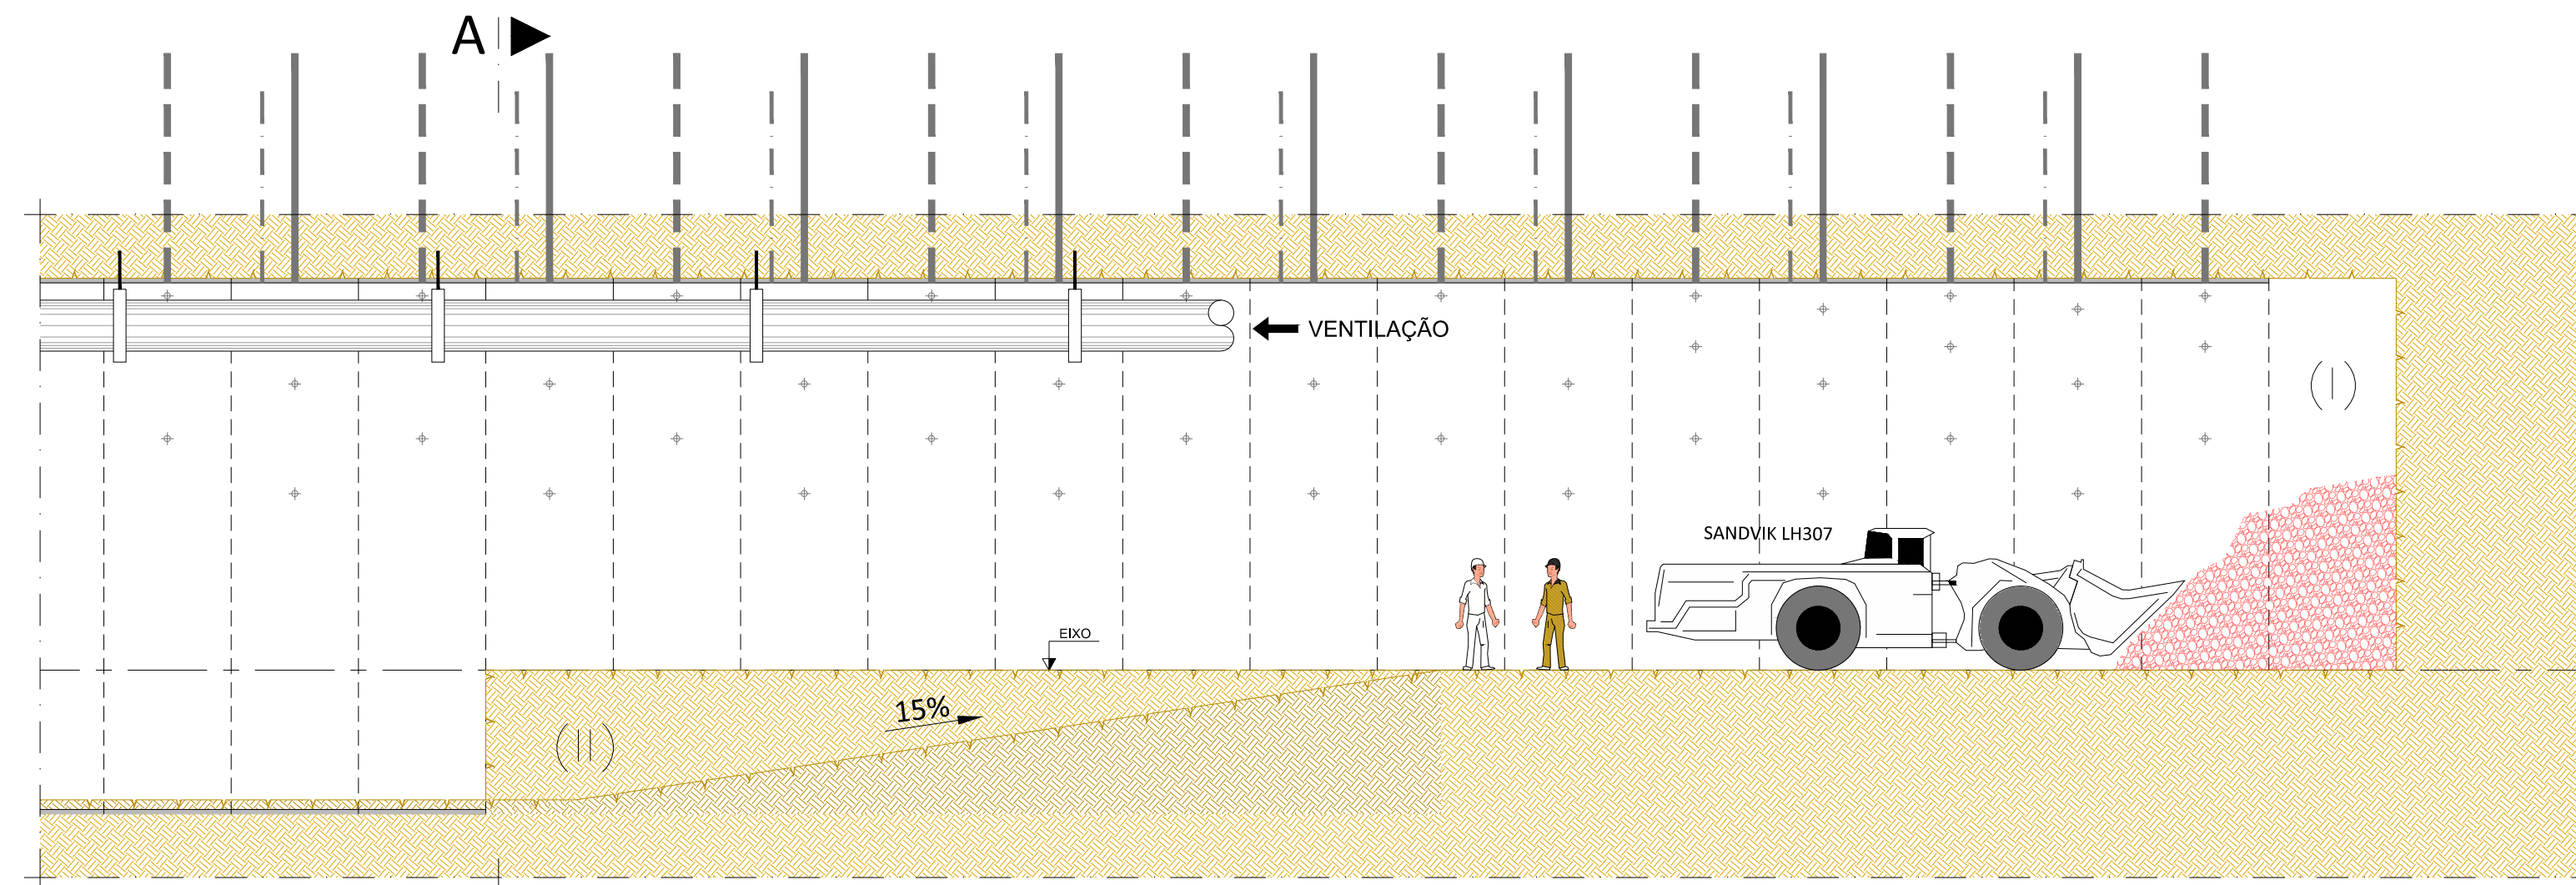 A
VENTILAÇÃO
(I)
SANDVIK LH307
EIXO
15%
(II)